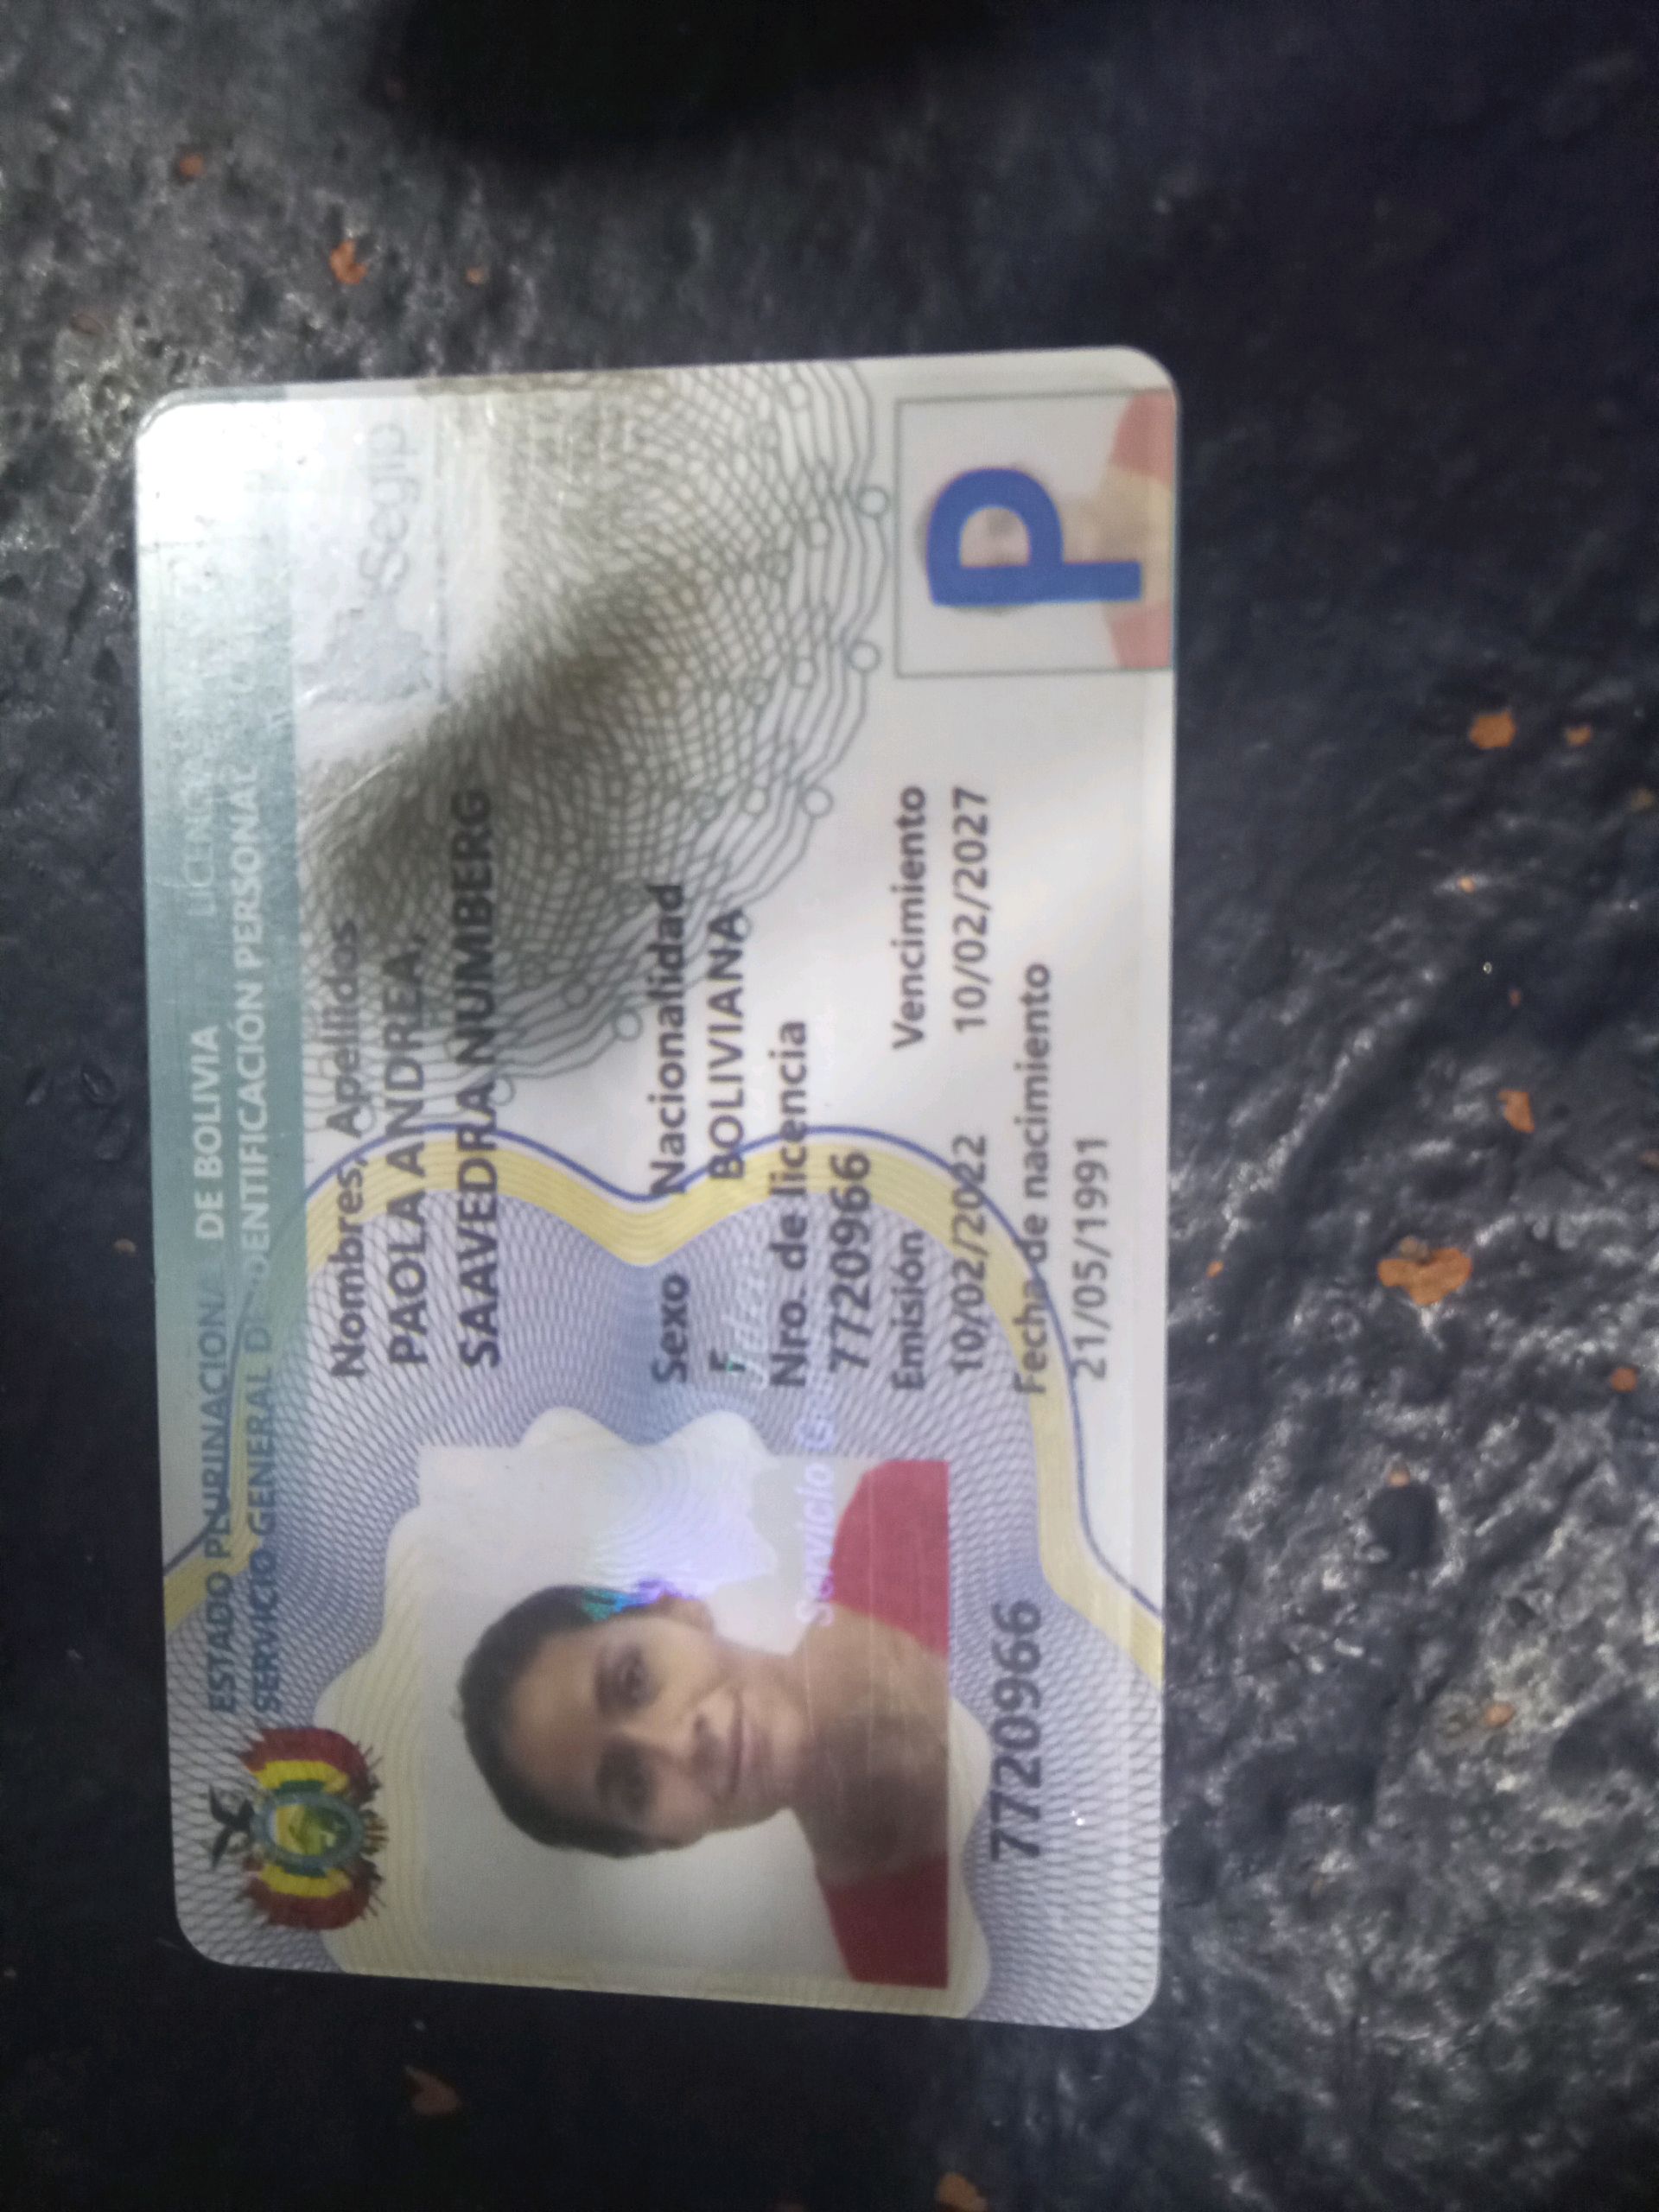 ESTADO PLURINACIONAL DE BOLIVIA
SERVICIO GENERAL DE IDENTIFICACIÓN PERSONAL
Segip
Nombres, Apellidos
PAOLA ANDREA,
SAAVEDRA NUMBERG
Sexo Nacionalidad
F BOLIVIANA
Nro. de licencia
7720966
Emisión Vencimiento
10/02/2022 10/02/2027
Fecha de nacimiento
21/05/1991
7720966
P
Servicio